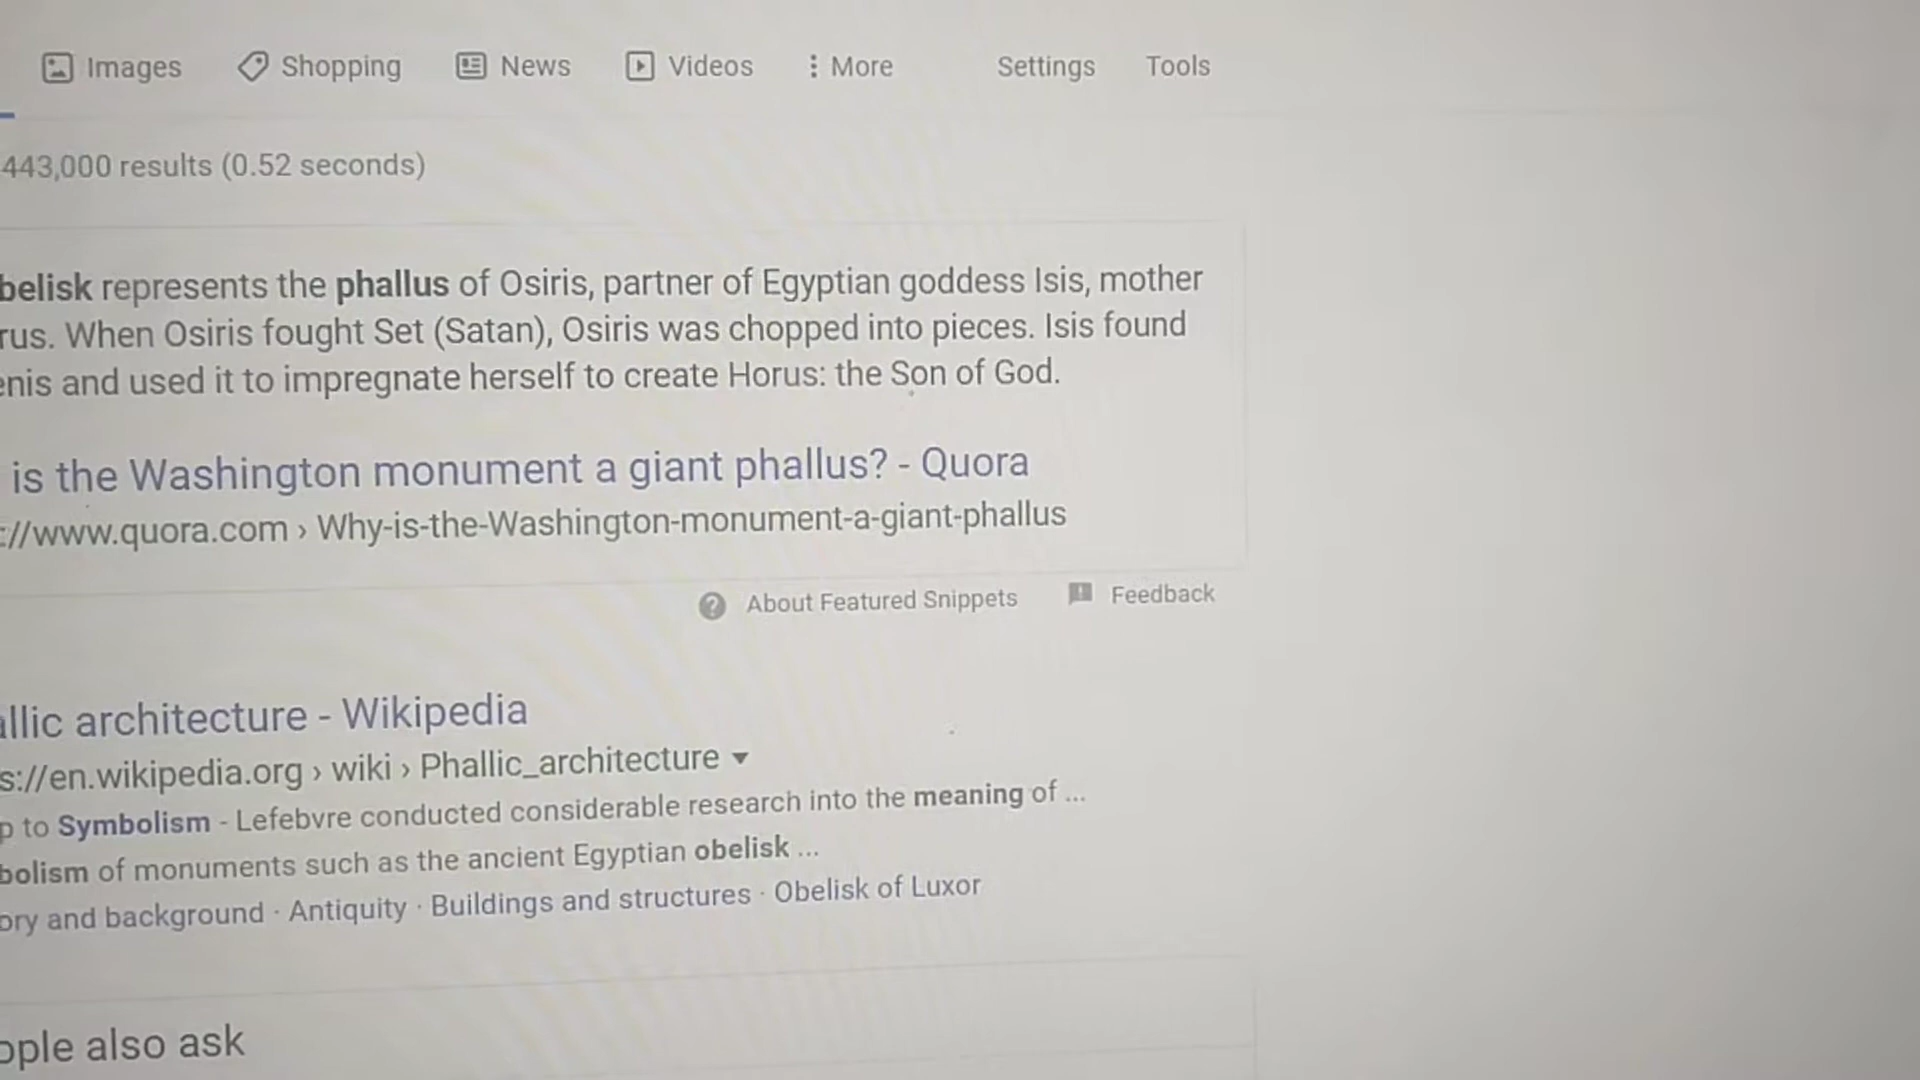 Images Shopping News Videos More Settings Tools
443,000 results (0.52 seconds)
belisk represents the phallus of Osiris, partner of Egyptian goddess Isis, mother
rus. When Osiris fought Set (Satan), Osiris was chopped into pieces. Isis found
enis and used it to impregnate herself to create Horus: the Son of God.
is the Washington monument a giant phallus? - Quora
://www.quora.com › Why-is-the-Washington-monument-a-giant-phallus
About Featured Snippets Feedback
allic architecture - Wikipedia
s://en.wikipedia.org › wiki › Phallic_architecture
p to Symbolism - Lefebvre conducted considerable research into the meaning of ...
bolism of monuments such as the ancient Egyptian obelisk ...
ory and background · Antiquity · Buildings and structures · Obelisk of Luxor
ople also ask